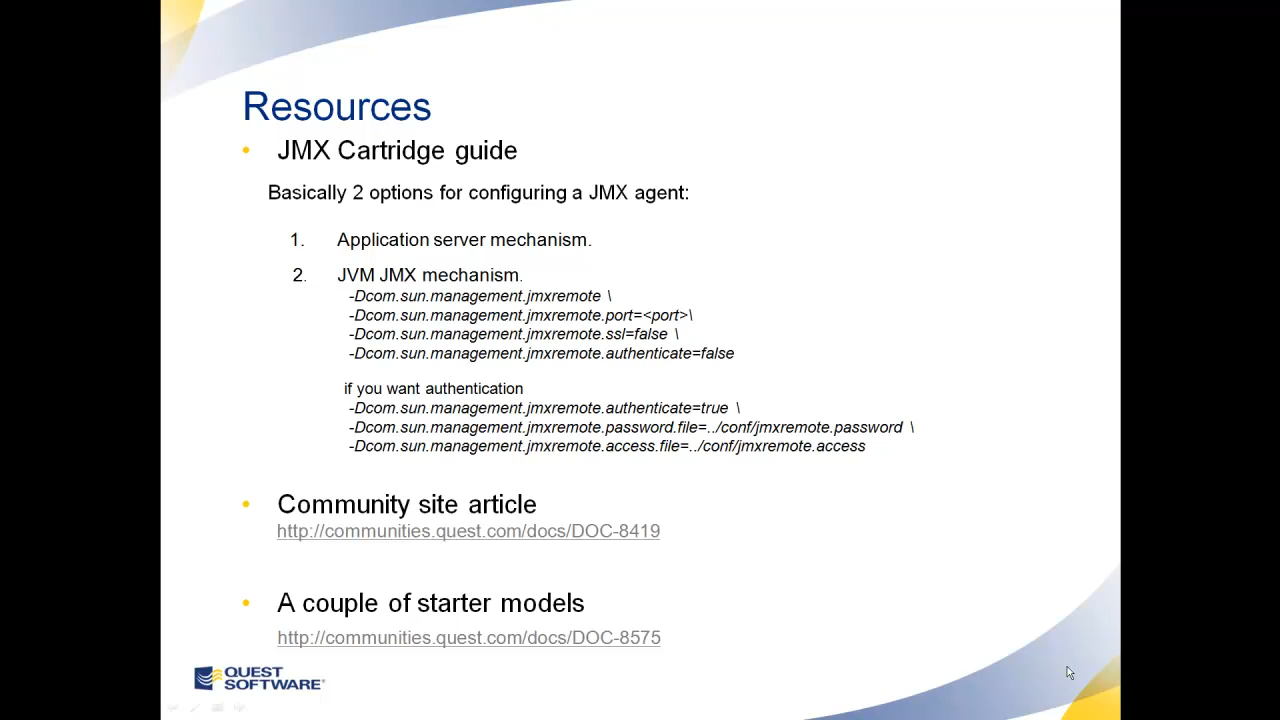 Resources
• JMX Cartridge guide
Basically 2 options for configuring a JMX agent:
1. Application server mechanism.
2. JVM JMX mechanism.
-Dcom.sun.management.jmxremote \
-Dcom.sun.management.jmxremote.port=<port>\
-Dcom.sun.management.jmxremote.ssl=false \
-Dcom.sun.management.jmxremote.authenticate=false
if you want authentication
-Dcom.sun.management.jmxremote.authenticate=true \
-Dcom.sun.management.jmxremote.password.file=../conf/jmxremote.password \
-Dcom.sun.management.jmxremote.access.file=../conf/jmxremote.access
• Community site article
http://communities.quest.com/docs/DOC-8419
• A couple of starter models
http://communities.quest.com/docs/DOC-8575
QUEST
SOFTWARE®